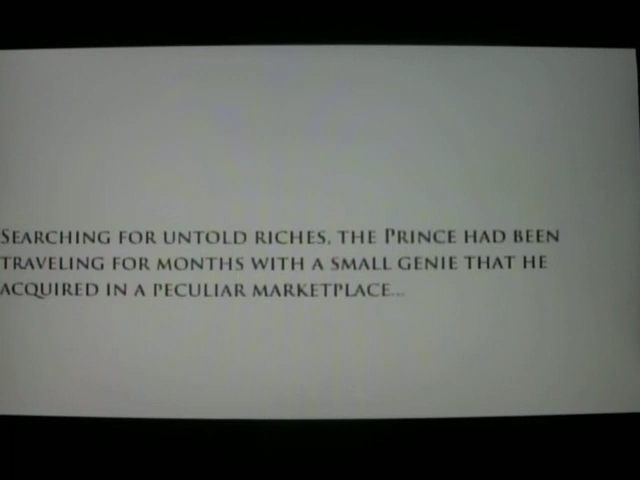 Searching for untold riches, the Prince had been
traveling for months with a small genie that he
acquired in a peculiar marketplace...